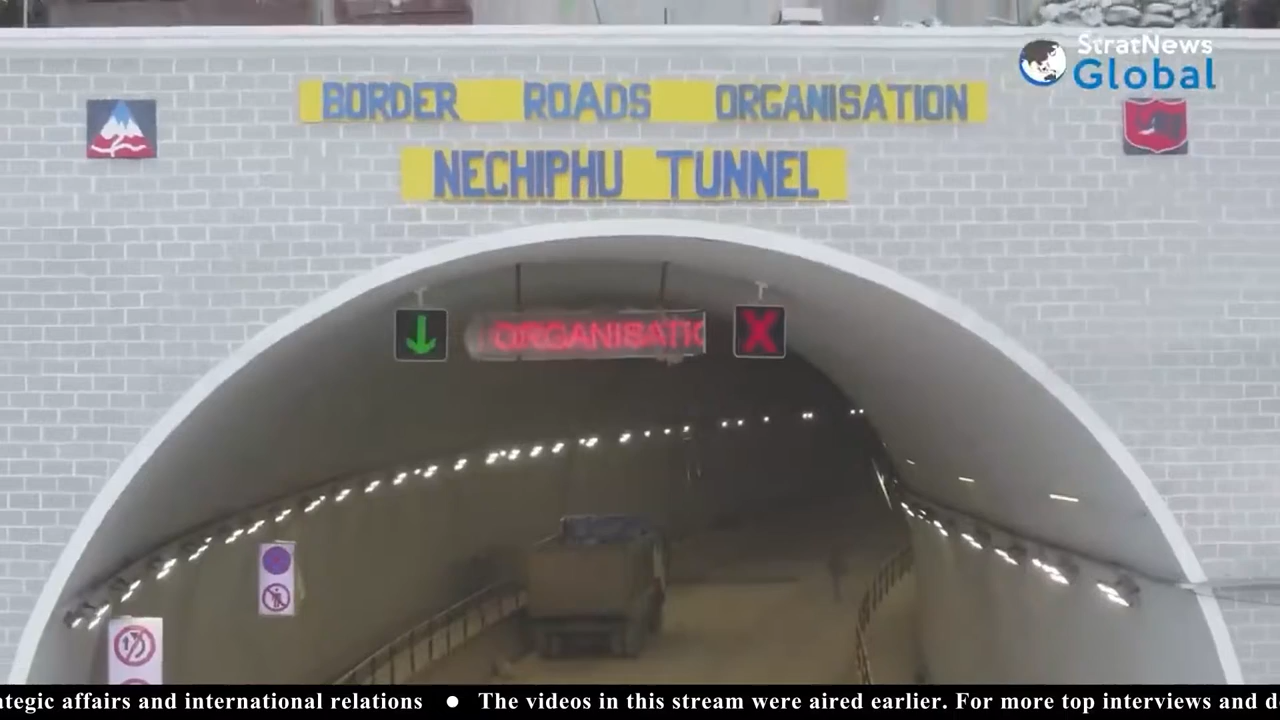 StratNews
Global
BORDER ROADS ORGANISATION
NECHIPHU TUNNEL
ORGANISATIO
ategic affairs and international relations ● The videos in this stream were aired earlier. For more top interviews and d